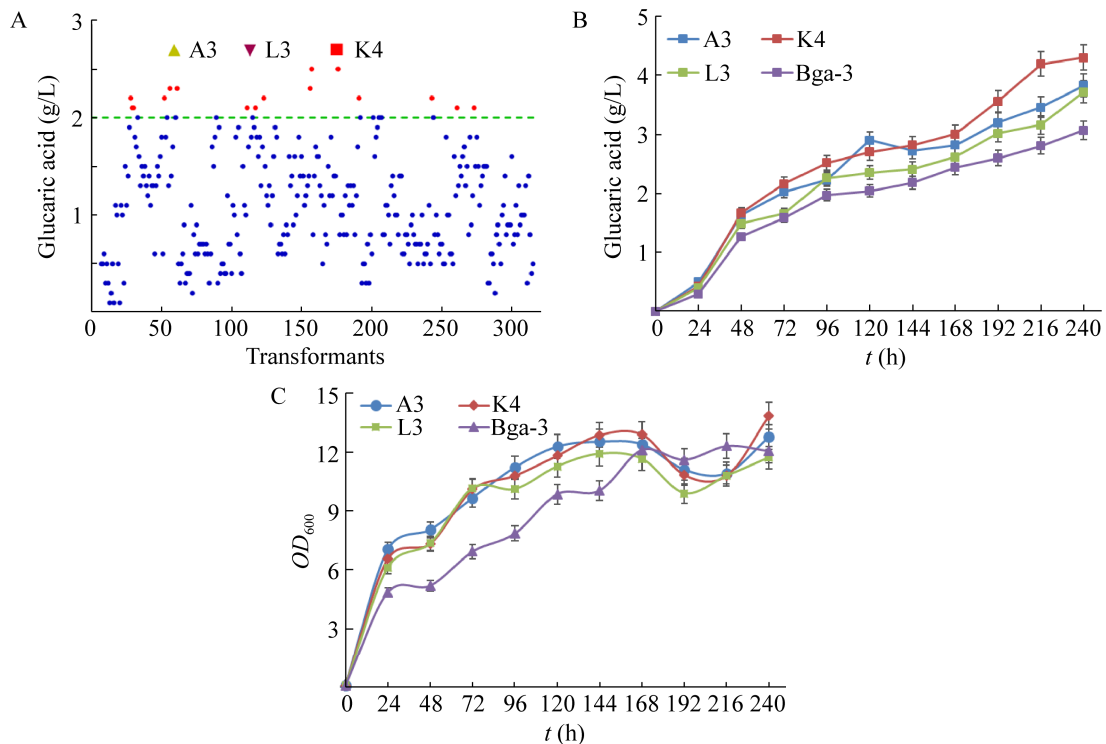 A
A3 L3 K4
Glucaric acid (g/L)
3
2
1
0 50 100 150 200 250 300
Transformants
B
A3 K4
L3 Bga-3
Glucaric acid (g/L)
5
4
3
2
1
0 24 48 72 96 120 144 168 192 216 240
t (h)
C
A3 K4
L3 Bga-3
OD600
15
12
9
6
3
0 24 48 72 96 120 144 168 192 216 240
t (h)